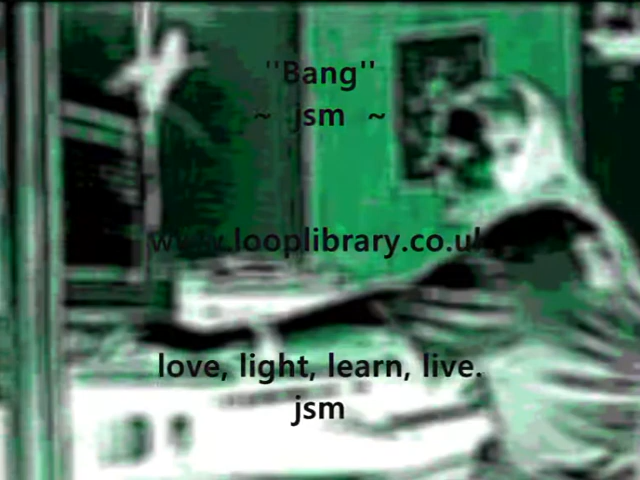 ''Bang''
~ jsm ~
www.looplibrary.co.uk
love, light, learn, live.
jsm